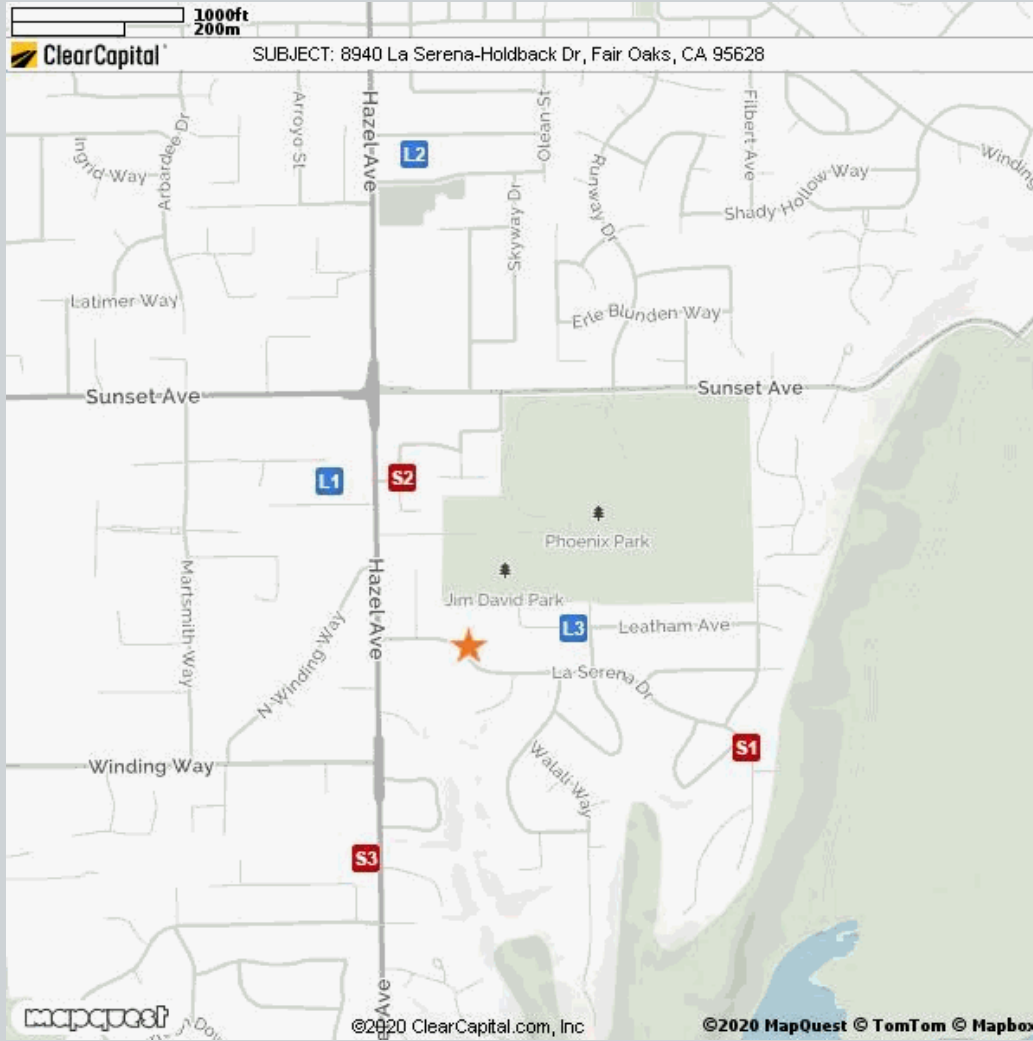 1000ft
200m
ClearCapital
SUBJECT: 8940 La Serena-Holdback Dr, Fair Oaks, CA 95628
Hazel Ave
Arroyo St
Olean St
Filbert Ave
Arbardee Dr
Ingrid Way
L2
Runway Dr
Winding
Shady Hollow Way
Skyway Dr
Latimer Way
Erle Blunden Way
Sunset Ave
Sunset Ave
L1
S2
Phoenix Park
Jim David Park
Martsmith Way
Hazel Ave
N Winding Way
L3
Leatham Ave
La Serena Dr
S1
Winding Way
Walali Way
S3
Ave
mapquest
©2020 ClearCapital.com, Inc
©2020 MapQuest © TomTom © Mapbox